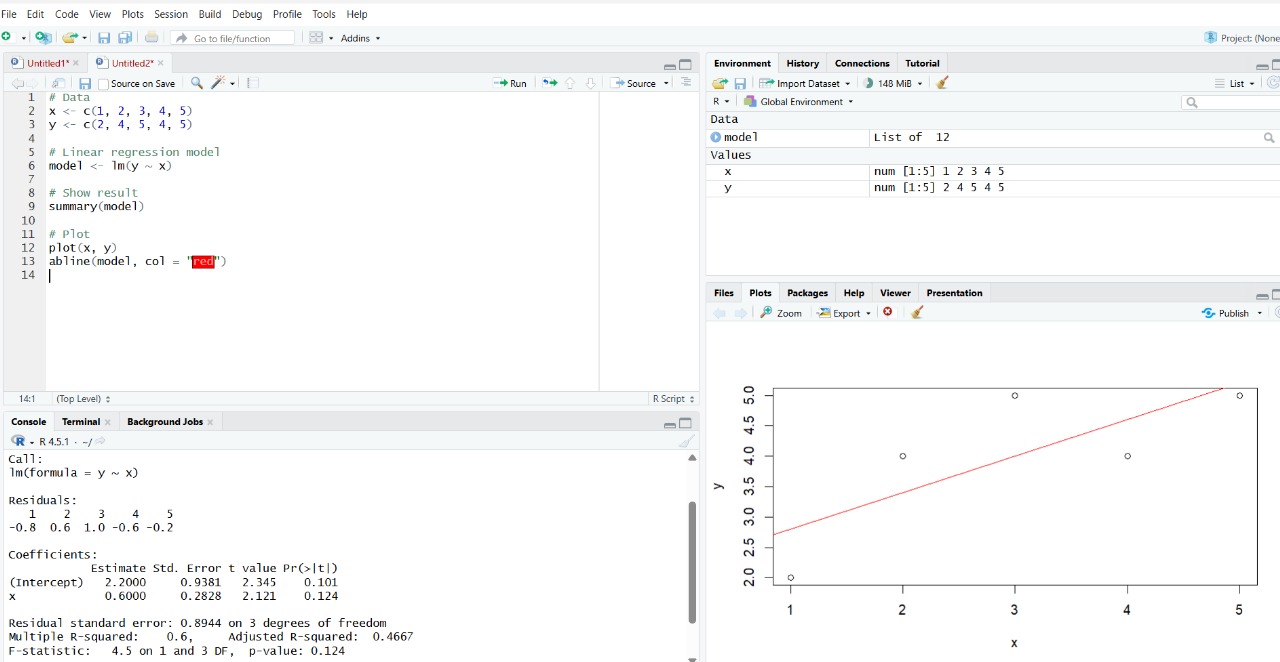 File Edit Code View Plots Session Build Debug Profile Tools Help
Go to file/function Addins Project: (None
Untitled1* Untitled2*
Source on Save Run Source
1 # Data
2 x <- c(1, 2, 3, 4, 5)
3 y <- c(2, 4, 5, 4, 5)
4
5 # Linear regression model
6 model <- lm(y ~ x)
7
8 # Show result
9 summary(model)
10
11 # Plot
12 plot(x, y)
13 abline(model, col = "red")
14
14:1 (Top Level) R Script
Console Terminal Background Jobs
R R 4.5.1 · ~/
Call:
lm(formula = y ~ x)
Residuals:
1 2 3 4 5
-0.8 0.6 1.0 -0.6 -0.2
Coefficients:
Estimate Std. Error t value Pr(>|t|)
(Intercept) 2.2000 0.9381 2.345 0.101
x 0.6000 0.2828 2.121 0.124
Residual standard error: 0.8944 on 3 degrees of freedom
Multiple R-squared: 0.6, Adjusted R-squared: 0.4667
F-statistic: 4.5 on 1 and 3 DF, p-value: 0.124
Environment History Connections Tutorial
Import Dataset 148 MiB List
R Global Environment
Data
model List of 12
Values
x num [1:5] 1 2 3 4 5
y num [1:5] 2 4 5 4 5
Files Plots Packages Help Viewer Presentation
Zoom Export Publish
5.0
4.5
4.0
3.5
3.0
2.5
2.0
y
1 2 3 4 5
x